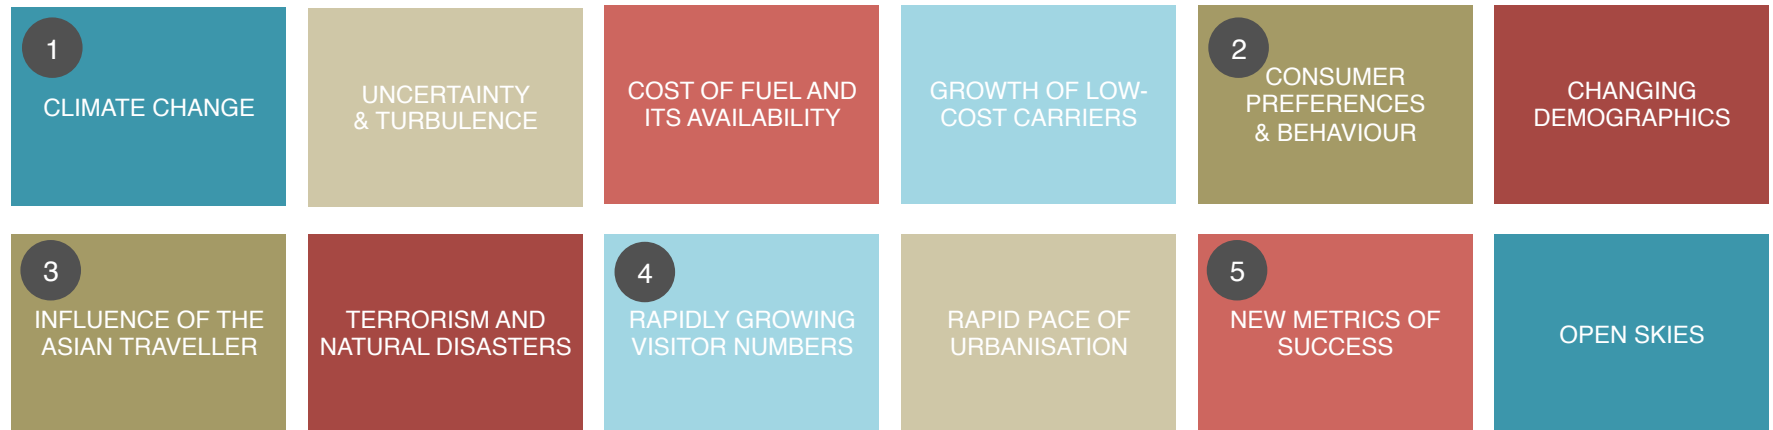 1
CLIMATE CHANGE
UNCERTAINTY
& TURBULENCE
COST OF FUEL AND
ITS AVAILABILITY
GROWTH OF LOW-
COST CARRIERS
2
CONSUMER
PREFERENCES
& BEHAVIOUR
CHANGING
DEMOGRAPHICS
3
INFLUENCE OF THE
ASIAN TRAVELLER
TERRORISM AND
NATURAL DISASTERS
4
RAPIDLY GROWING
VISITOR NUMBERS
RAPID PACE OF
URBANISATION
5
NEW METRICS OF
SUCCESS
OPEN SKIES